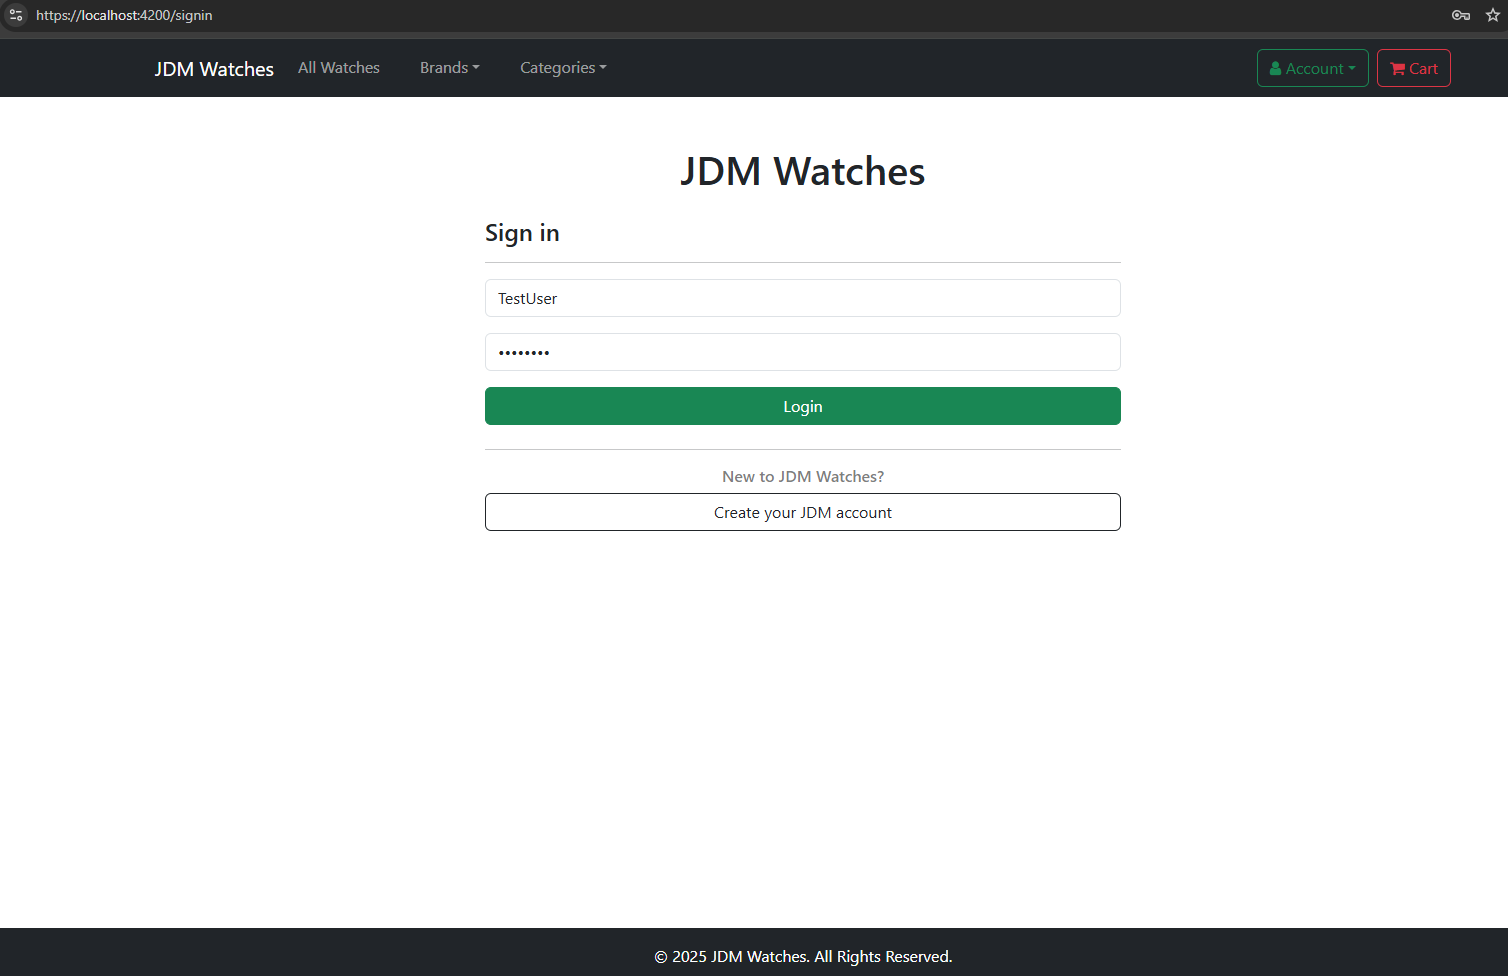 https://localhost:4200/signin
JDM Watches All Watches Brands Categories Account Cart
JDM Watches
Sign in
TestUser
••••••••
Login
New to JDM Watches?
Create your JDM account
© 2025 JDM Watches. All Rights Reserved.